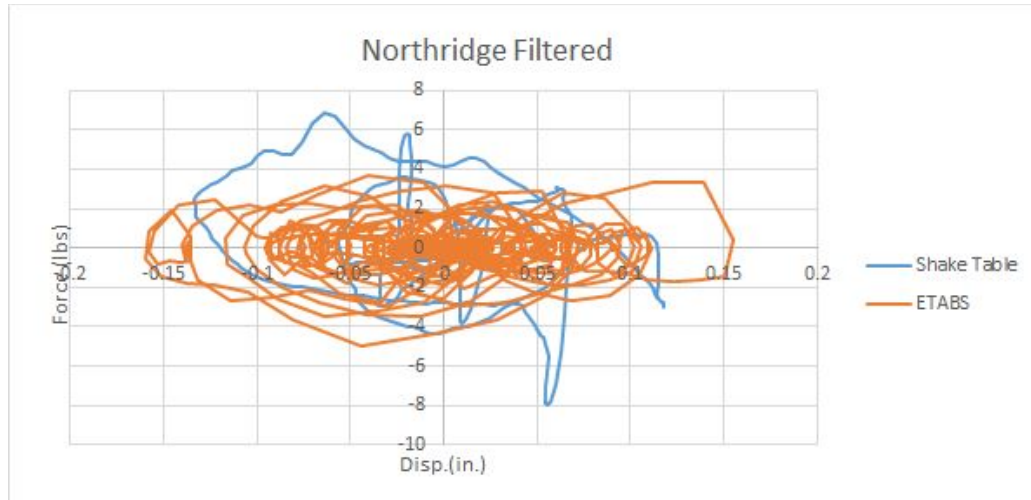 Northridge Filtered
8
6
4
2
0
-0.2 -0.15 -0.1 -0.05 0 0.05 0.1 0.15 0.2
-2
-4
-6
-8
-10
Force (lbs)
Disp.(in.)
Shake Table
ETABS